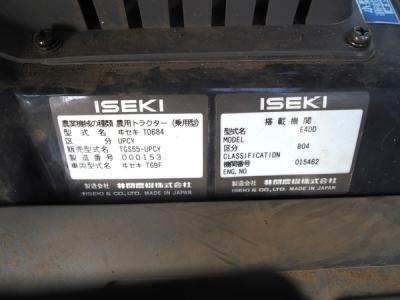 ISEKI
農業機械の種類 農用トラクター(乗用型)
型式名 ヰセキ TO684
区分 UPCY
販売型式名 TGS55-UPCY
製造番号 000153
車両型式名 ヰセキ T69F
製造会社 井関農機株式会社
ISEKI & CO., LTD. MADE IN JAPAN
ISEKI
搭載機関
型式名 E4DD
MODEL
区分 B04
CLASSIFICATION
機関番号 015462
ENG.NO
製造会社 井関農機株式会社
ISEKI & CO., LTD. MADE IN JAPAN